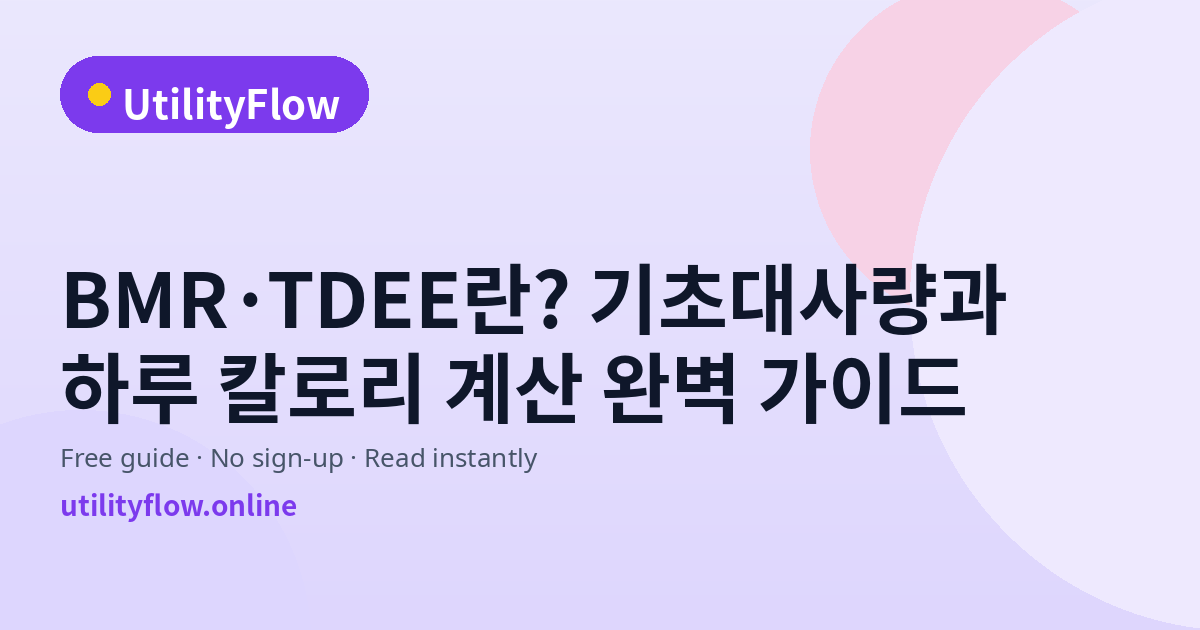 UtilityFlow
BMR·TDEE란? 기초대사량과
하루 칼로리 계산 완벽 가이드
Free guide · No sign-up · Read instantly
utilityflow.online